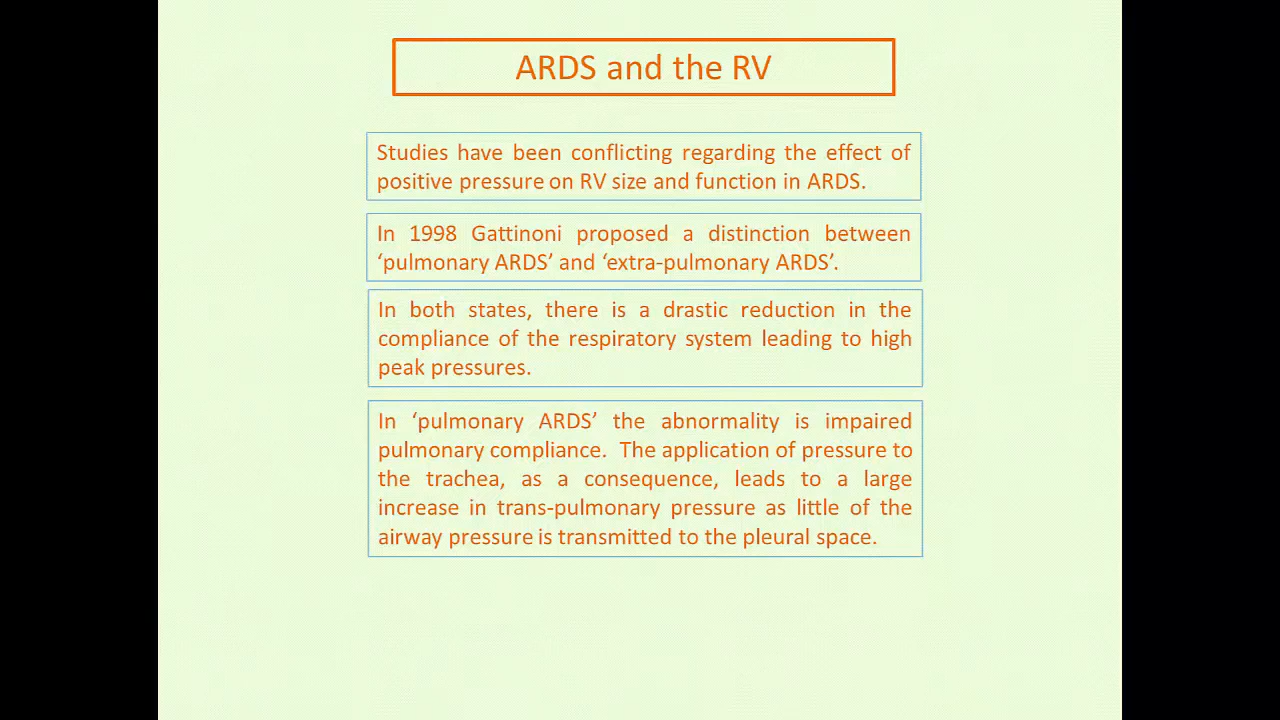 ARDS and the RV
Studies have been conflicting regarding the effect of
positive pressure on RV size and function in ARDS.
In 1998 Gattinoni proposed a distinction between
‘pulmonary ARDS’ and ‘extra-pulmonary ARDS’.
In both states, there is a drastic reduction in the
compliance of the respiratory system leading to high
peak pressures.
In ‘pulmonary ARDS’ the abnormality is impaired
pulmonary compliance.  The application of pressure to
the trachea, as a consequence, leads to a large
increase in trans-pulmonary pressure as little of the
airway pressure is transmitted to the pleural space.